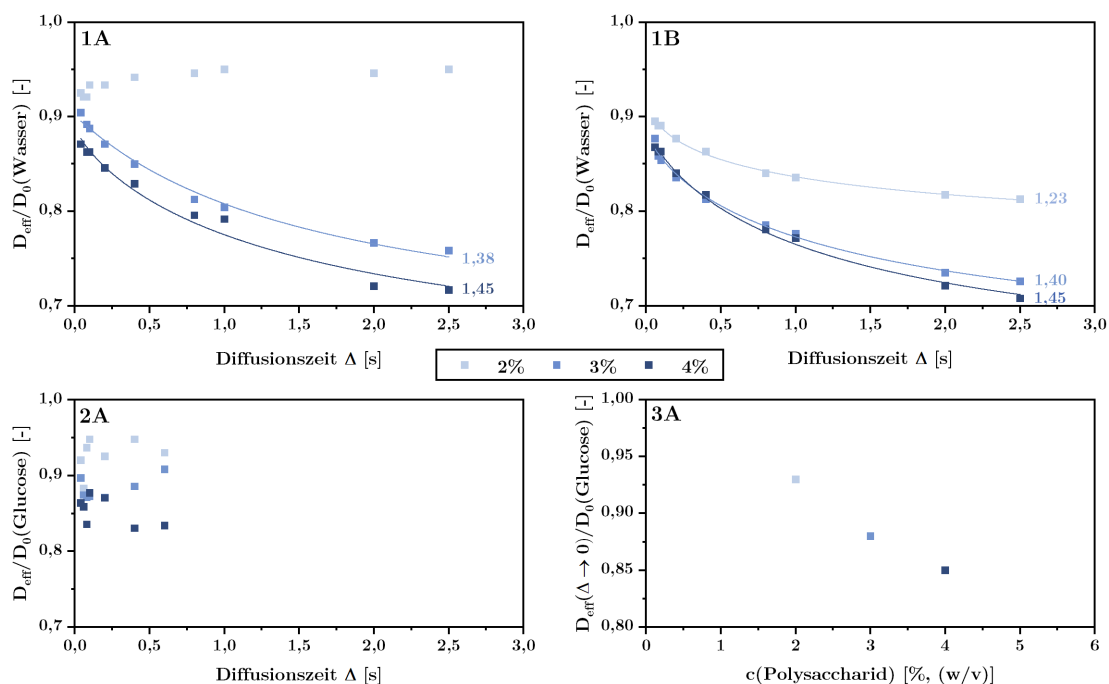 1A
D_eff/D_0(Wasser) [-]
1,0
0,9
0,8
0,7
1,38
1,45
0,0 0,5 1,0 1,5 2,0 2,5 3,0
Diffusionszeit Δ [s]
1B
D_eff/D_0(Wasser) [-]
1,0
0,9
0,8
0,7
1,23
1,40
1,45
0,0 0,5 1,0 1,5 2,0 2,5 3,0
Diffusionszeit Δ [s]
2% 3% 4%
2A
D_eff/D_0(Glucose) [-]
1,0
0,9
0,8
0,7
0,0 0,5 1,0 1,5 2,0 2,5 3,0
Diffusionszeit Δ [s]
3A
D_eff(Δ → 0)/D_0(Glucose) [-]
1,00
0,95
0,90
0,85
0,80
0 1 2 3 4 5 6
c(Polysaccharid) [%, (w/v)]